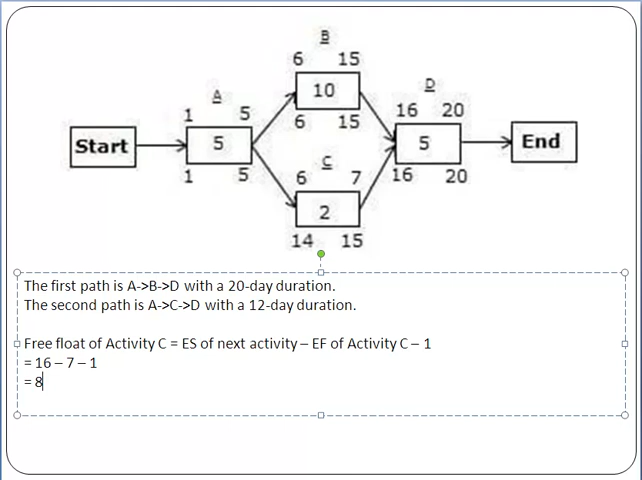 B
6 15
10
6 15
A
1 5
5
1 5
D
16 20
5
16 20
Start
End
C
6 7
2
14 15
The first path is A->B->D with a 20-day duration.
The second path is A->C->D with a 12-day duration.
Free float of Activity C = ES of next activity – EF of Activity C – 1
= 16 – 7 – 1
= 8